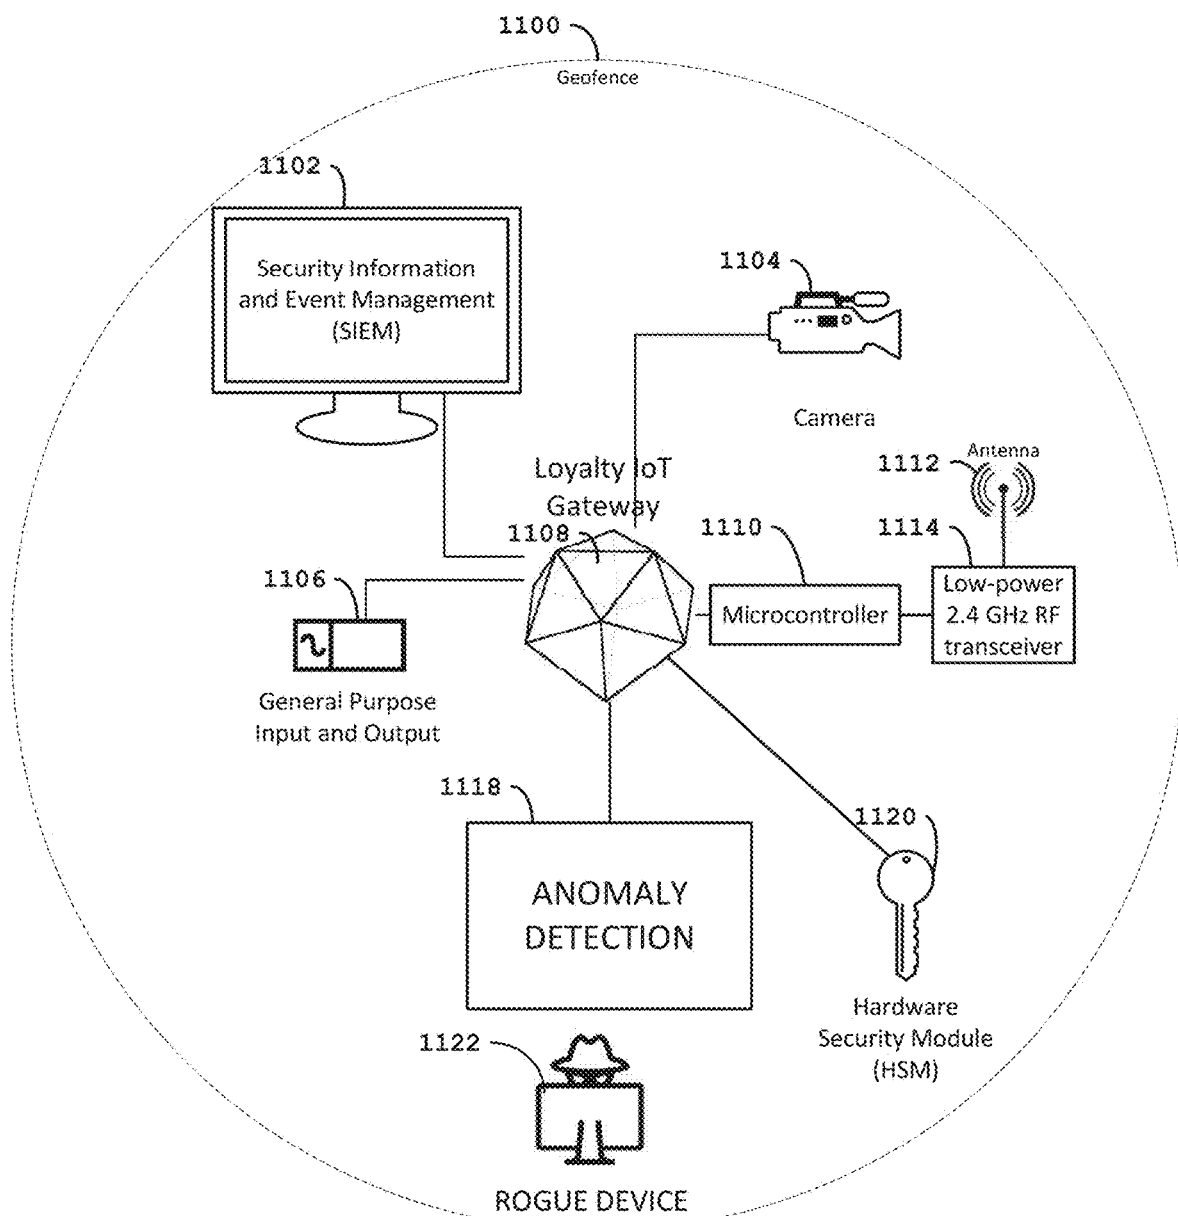 1100
Geofence
1102
Security Information
and Event Management
(SIEM)
1104
Camera
Antenna
1112
Loyalty IoT
Gateway
1108
1110
1114
Microcontroller
Low-power
2.4 GHz RF
transceiver
1106
General Purpose
Input and Output
1118
ANOMALY
DETECTION
1120
Hardware
Security Module
(HSM)
1122
ROGUE DEVICE